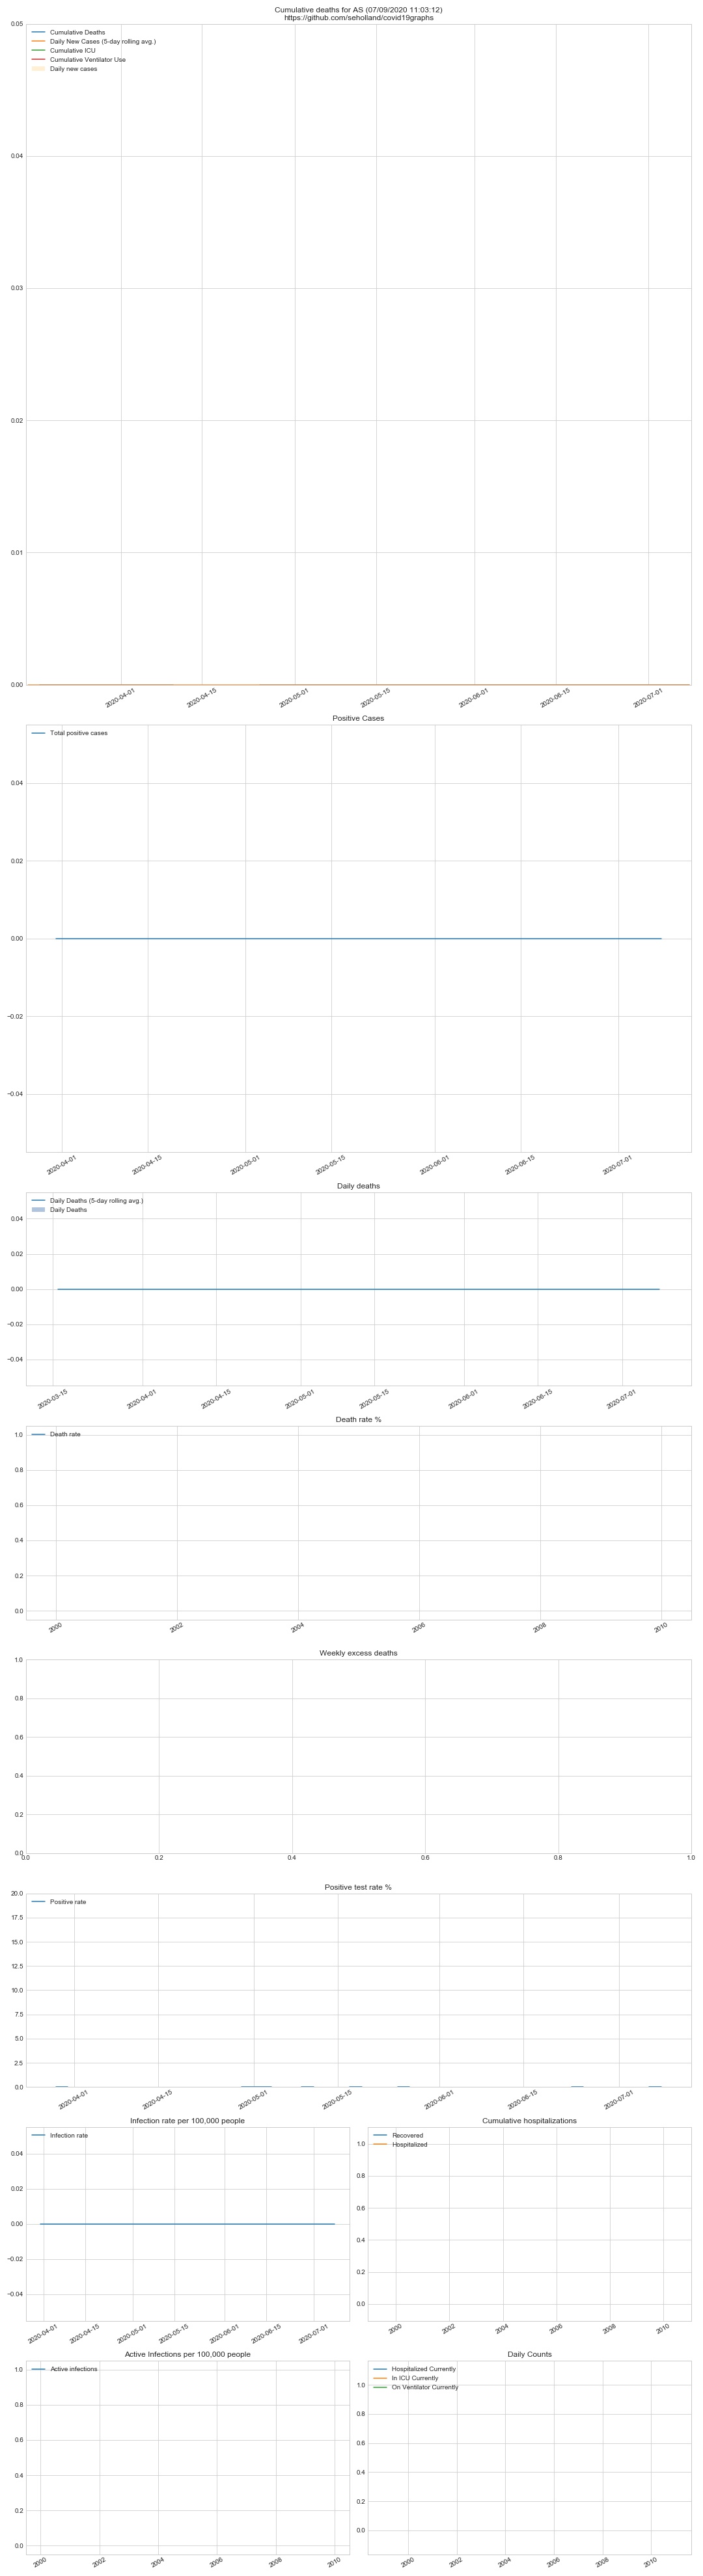 Cumulative deaths for AS (07/09/2020 11:03:12)
https://github.com/seholland/covid19graphs
Cumulative Deaths
Daily New Cases (5-day rolling avg.)
Cumulative ICU
Cumulative Ventilator Use
Daily new cases
0.05
0.04
0.03
0.02
0.01
0.00
2020-04-01 2020-04-15 2020-05-01 2020-05-15 2020-06-01 2020-06-15 2020-07-01
Positive Cases
Total positive cases
0.04
0.02
0.00
−0.02
−0.04
2020-04-01 2020-04-15 2020-05-01 2020-05-15 2020-06-01 2020-06-15 2020-07-01
Daily deaths
Daily Deaths (5-day rolling avg.)
Daily Deaths
0.04
0.02
0.00
−0.02
−0.04
2020-03-15 2020-04-01 2020-04-15 2020-05-01 2020-05-15 2020-06-01 2020-06-15 2020-07-01
Death rate %
Death rate
1.0
0.8
0.6
0.4
0.2
0.0
2000 2002 2004 2006 2008 2010
Weekly excess deaths
1.0
0.8
0.6
0.4
0.2
0.0
0.0 0.2 0.4 0.6 0.8 1.0
Positive test rate %
Positive rate
20.0
17.5
15.0
12.5
10.0
7.5
5.0
2.5
0.0
2020-04-01 2020-04-15 2020-05-01 2020-05-15 2020-06-01 2020-06-15 2020-07-01
Infection rate per 100,000 people
Infection rate
0.04
0.02
0.00
−0.02
−0.04
2020-04-01 2020-04-15 2020-05-01 2020-05-15 2020-06-01 2020-06-15 2020-07-01
Cumulative hospitalizations
Recovered
Hospitalized
1.0
0.8
0.6
0.4
0.2
0.0
2000 2002 2004 2006 2008 2010
Active Infections per 100,000 people
Active infections
1.0
0.8
0.6
0.4
0.2
0.0
2000 2002 2004 2006 2008 2010
Daily Counts
Hospitalized Currently
In ICU Currently
On Ventilator Currently
1.0
0.8
0.6
0.4
0.2
0.0
2000 2002 2004 2006 2008 2010